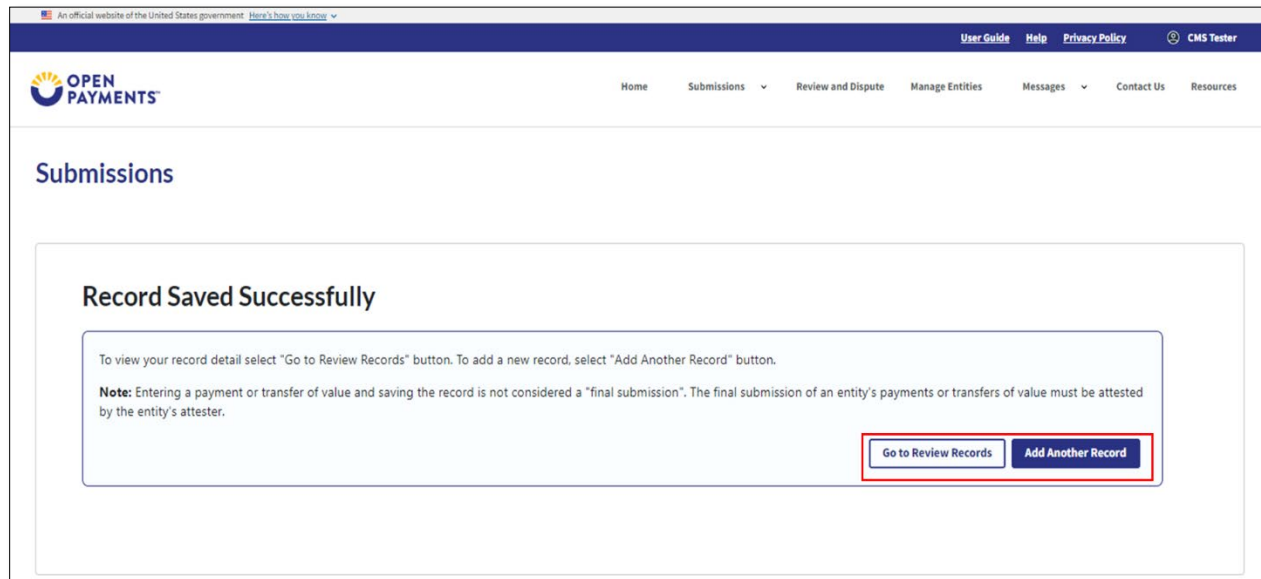 An official website of the United States government Here's how you know
User Guide Help Privacy Policy CMS Tester
OPEN
PAYMENTS™
Home Submissions Review and Dispute Manage Entities Messages Contact Us Resources
Submissions
Record Saved Successfully
To view your record detail select "Go to Review Records" button. To add a new record, select "Add Another Record" button.
Note: Entering a payment or transfer of value and saving the record is not considered a "final submission". The final submission of an entity's payments or transfers of value must be attested
by the entity's attester.
Go to Review Records Add Another Record